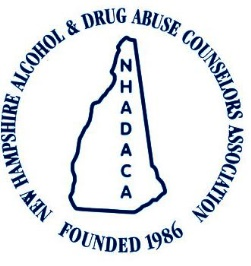 NEW HAMPSHIRE ALCOHOL & DRUG ABUSE COUNSELORS ASSOCIATION
NHADACA
FOUNDED 1986